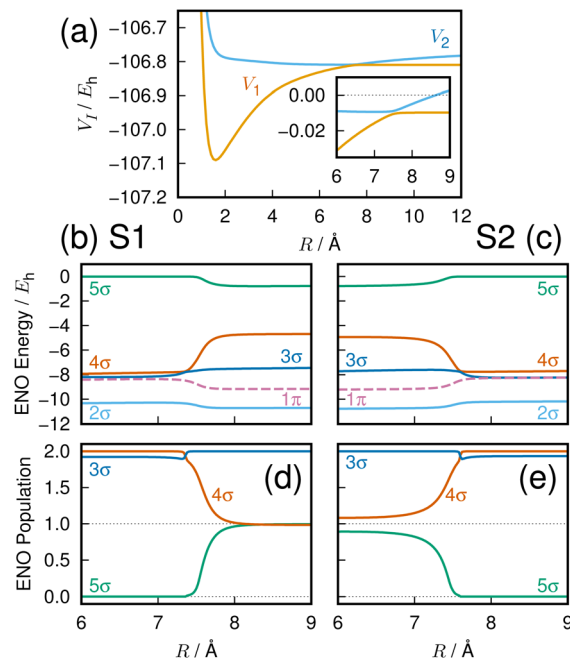 (a)
V_I / E_h
−106.7
−106.8
−106.9
−107.0
−107.1
−107.2
V_1
V_2
0.00
−0.02
6 7 8 9
0 2 4 6 8 10 12
R / Å
(b) S1
S2 (c)
ENO Energy / E_h
0
−2
−4
−6
−8
−10
−12
5σ
4σ
3σ
1π
2σ
5σ
3σ
4σ
1π
2σ
ENO Population
2.0
1.5
1.0
0.5
0.0
3σ
4σ
(d)
5σ
3σ
4σ
(e)
5σ
6 7 8 9
6 7 8 9
R / Å
R / Å